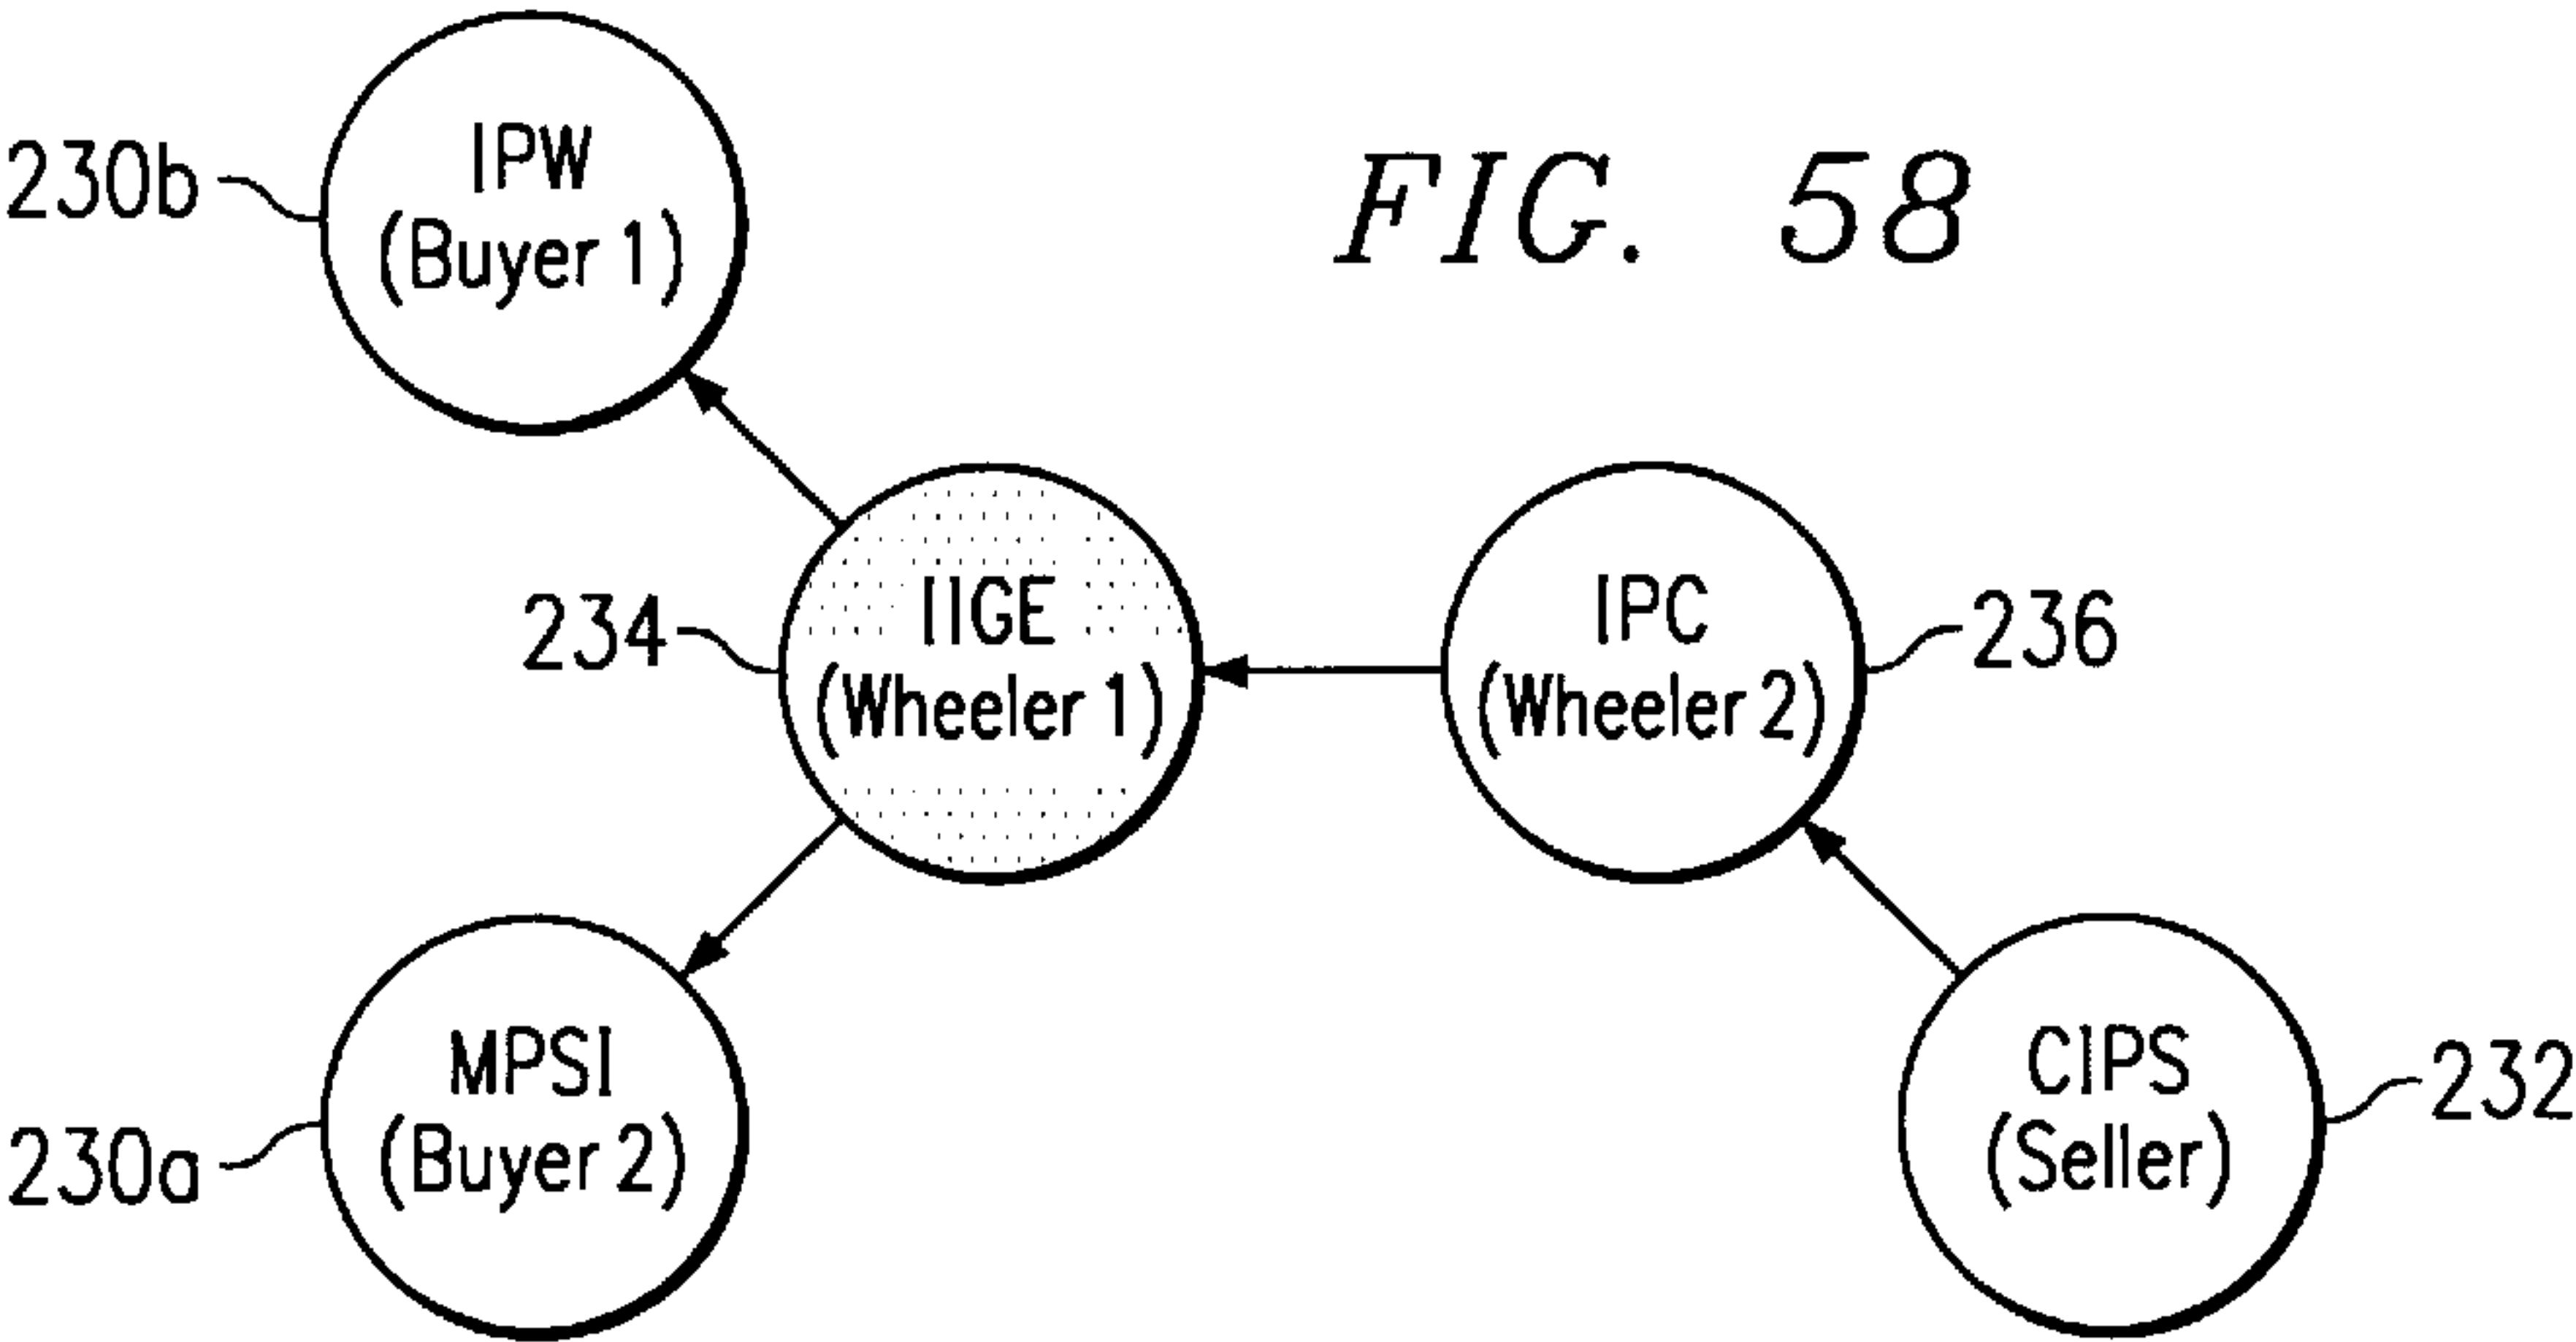 FIG. 58
230b
IPW
(Buyer 1)
234
IIGE
(Wheeler 1)
IPC
(Wheeler 2)
236
230a
MPSI
(Buyer 2)
CIPS
(Seller)
232